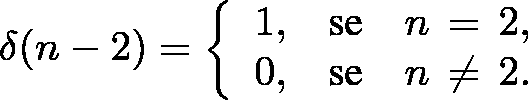 δ(n − 2) = { 1, se n = 2,
0, se n ≠ 2.